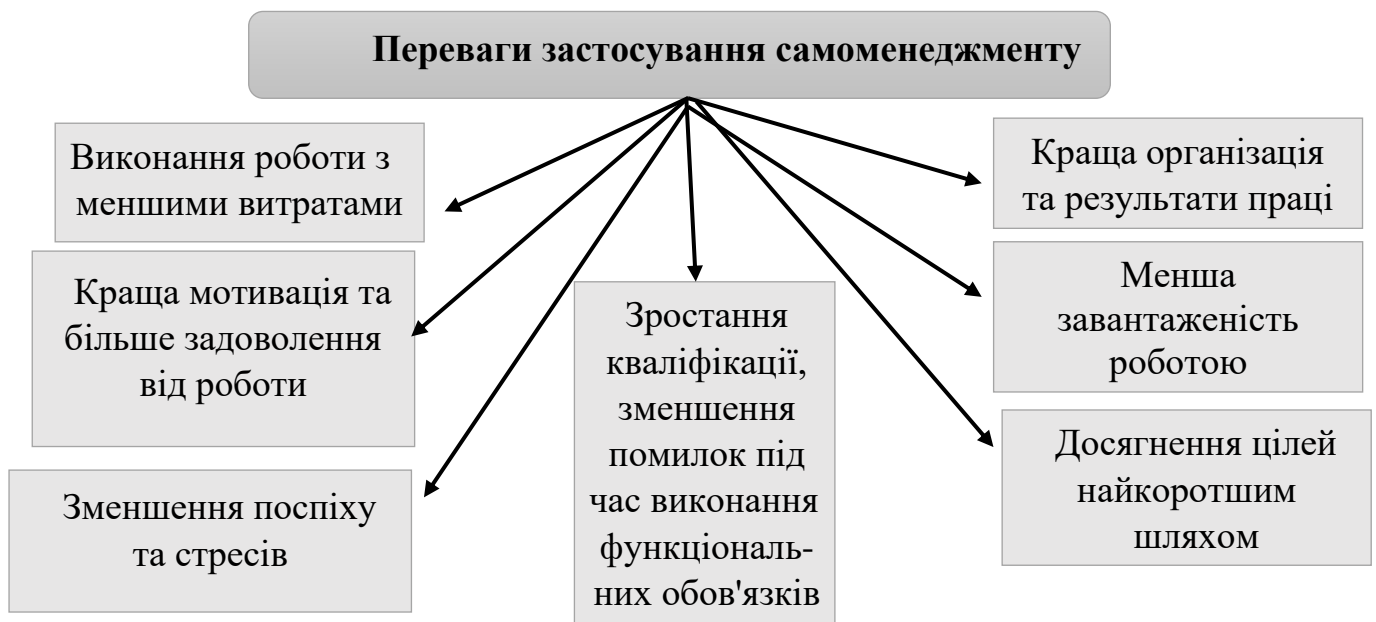 Переваги застосування самоменеджменту
Виконання роботи з
меншими витратами
Краща мотивація та
більше задоволення
від роботи
Зменшення поспіху
та стресів
Зростання
кваліфікації,
зменшення
помилок під
час виконання
функціональ-
них обов'язків
Краща організація
та результати праці
Менша
завантаженість
роботою
Досягнення цілей
найкоротшим
шляхом